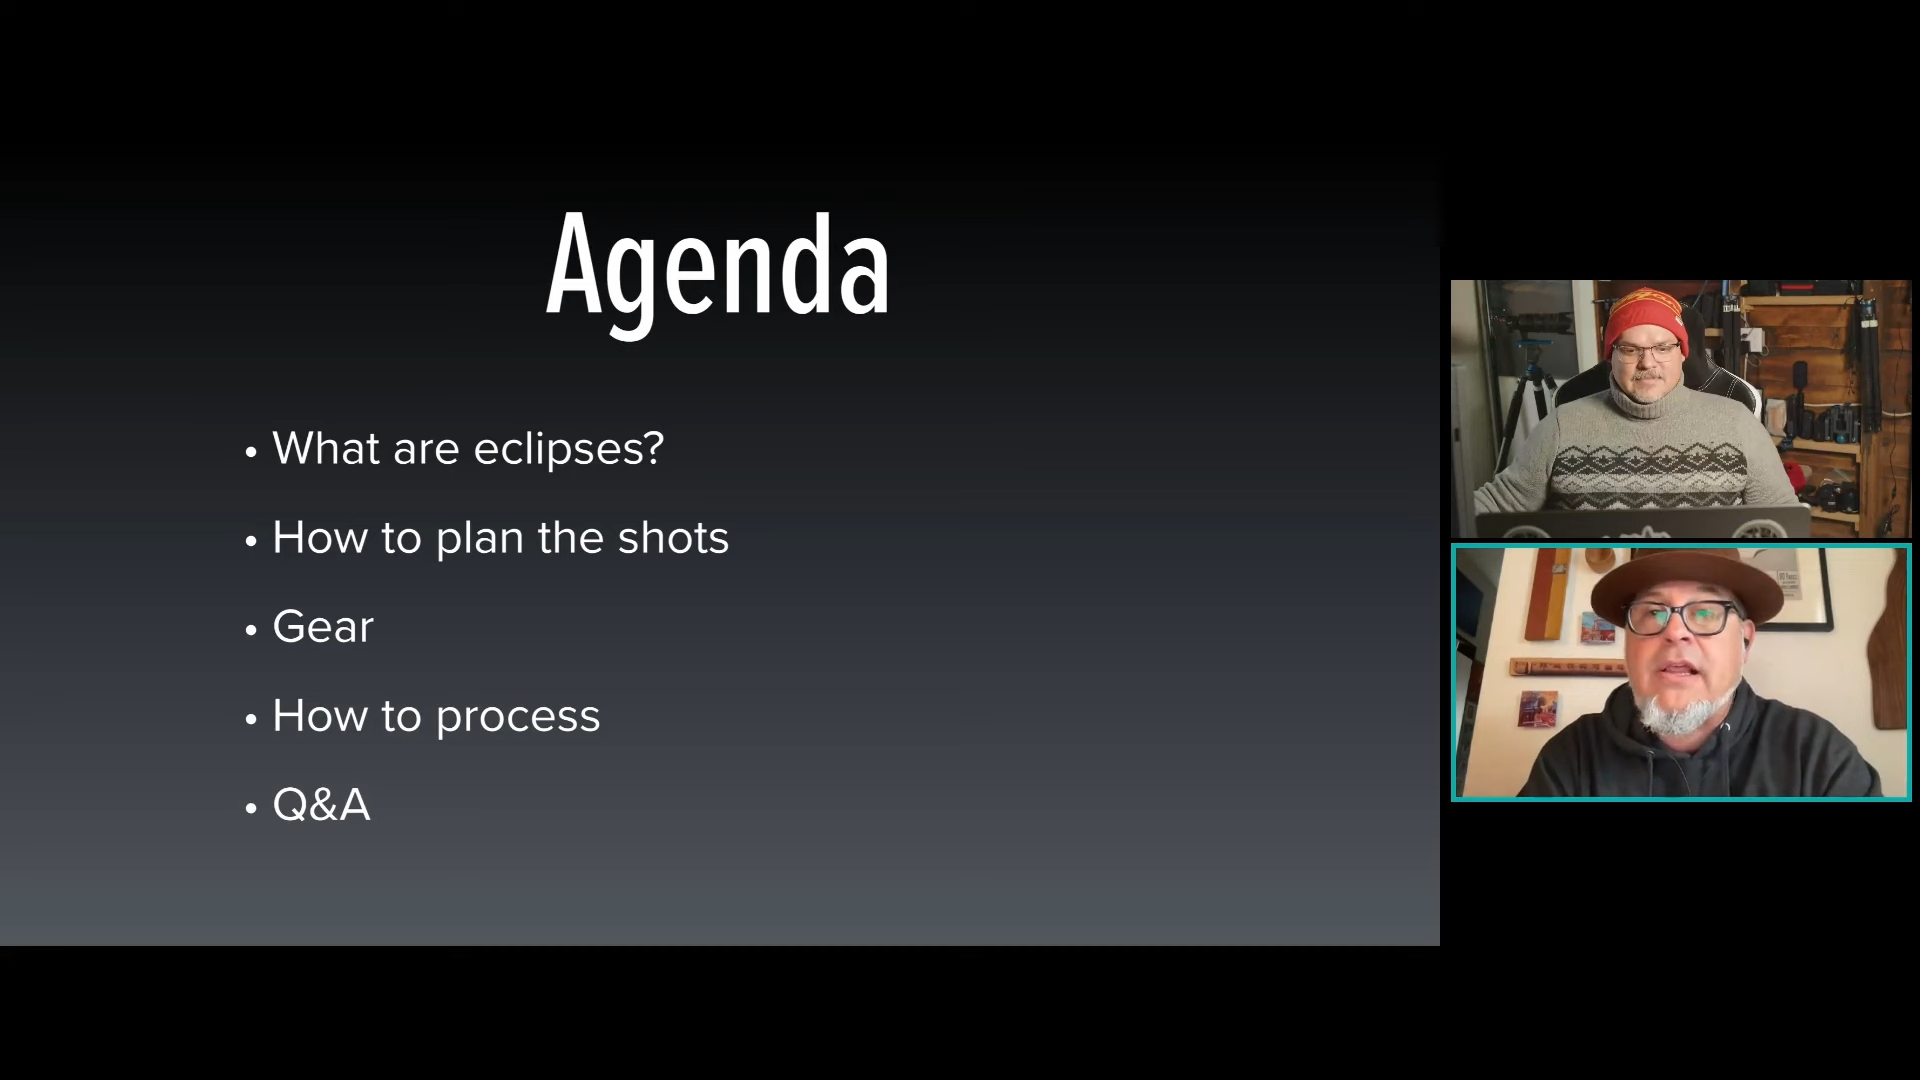 Agenda
• What are eclipses?
• How to plan the shots
• Gear
• How to process
• Q&A